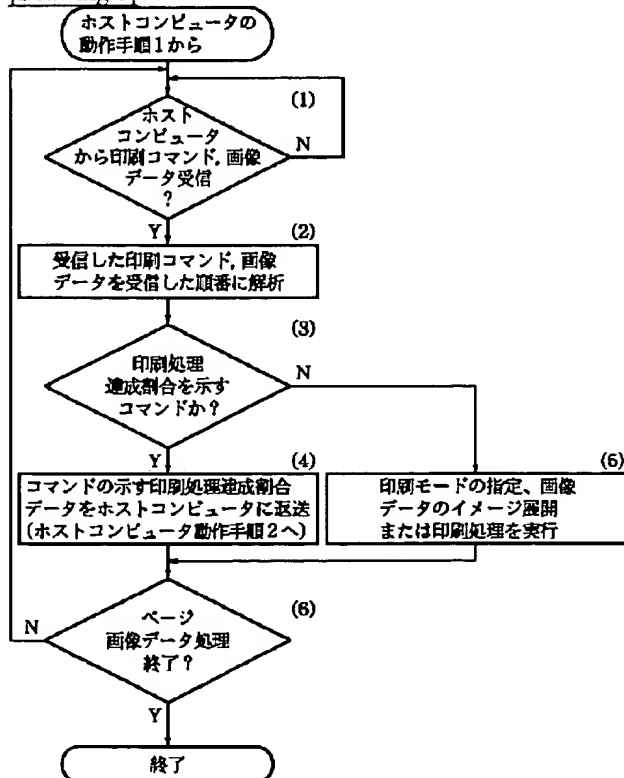 ホストコンピュータの
動作手順1から
(1)
ホスト
コンピュータ
から印刷コマンド,画像
データ受信
?
N
Y
(2)
受信した印刷コマンド,画像
データを受信した順番に解析
(3)
印刷処理
達成割合を示す
コマンドか?
N
Y
(4)
コマンドの示す印刷処理達成割合
データをホストコンピュータに返送
(ホストコンピュータ動作手順2へ)
(6)
印刷モードの指定、画像
データのイメージ展開
または印刷処理を実行
(6)
ページ
画像データ処理
終了?
N
Y
終了